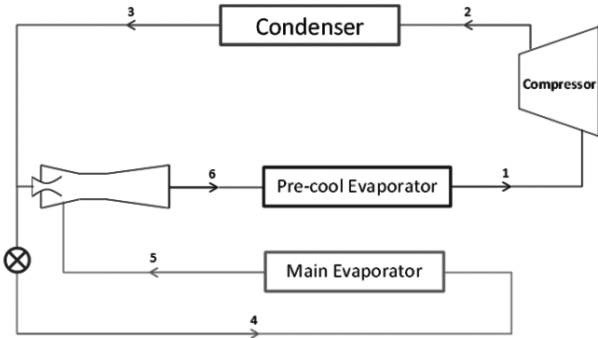 3
2
Condenser
Compressor
6
Pre-cool Evaporator
1
5
Main Evaporator
4